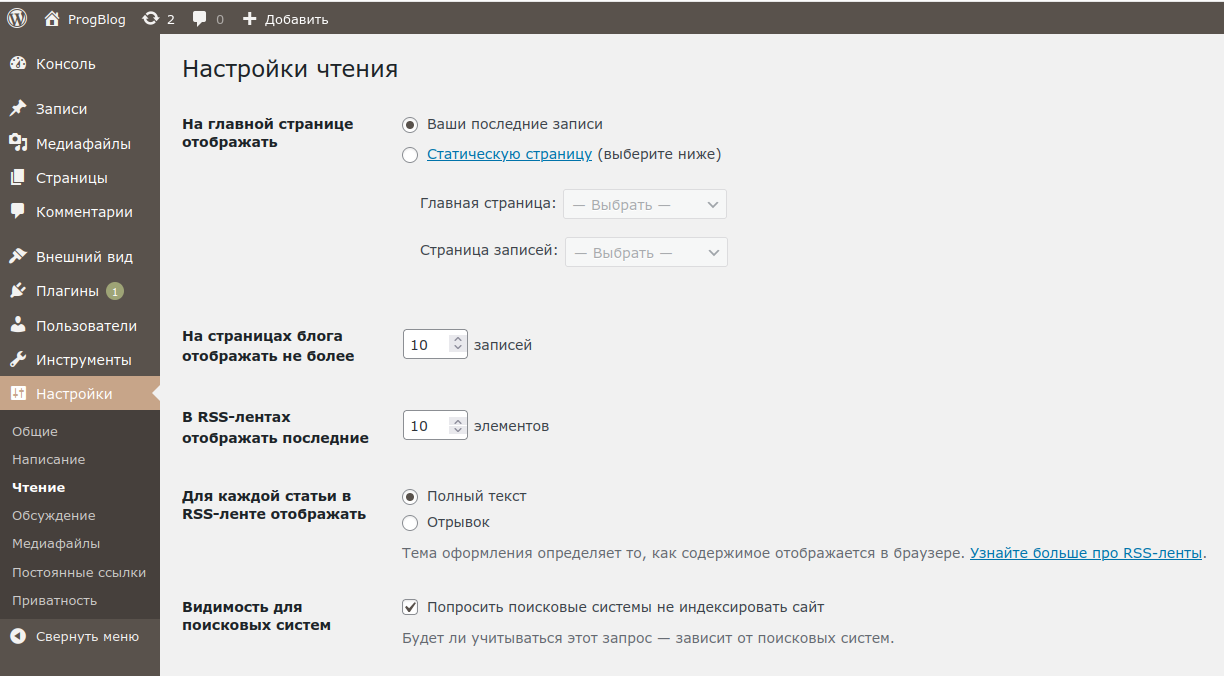 ProgBlog 2 0 Добавить
Консоль
Записи
Медиафайлы
Страницы
Комментарии
Внешний вид
Плагины 1
Пользователи
Инструменты
Настройки
Общие
Написание
Чтение
Обсуждение
Медиафайлы
Постоянные ссылки
Приватность
Свернуть меню
Настройки чтения
На главной странице
отображать
Ваши последние записи
Статическую страницу (выберите ниже)
Главная страница: — Выбрать —
Страница записей: — Выбрать —
На страницах блога
отображать не более
10 записей
В RSS-лентах
отображать последние
10 элементов
Для каждой статьи в
RSS-ленте отображать
Полный текст
Отрывок
Тема оформления определяет то, как содержимое отображается в браузере. Узнайте больше про RSS-ленты.
Видимость для
поисковых систем
Попросить поисковые системы не индексировать сайт
Будет ли учитываться этот запрос — зависит от поисковых систем.